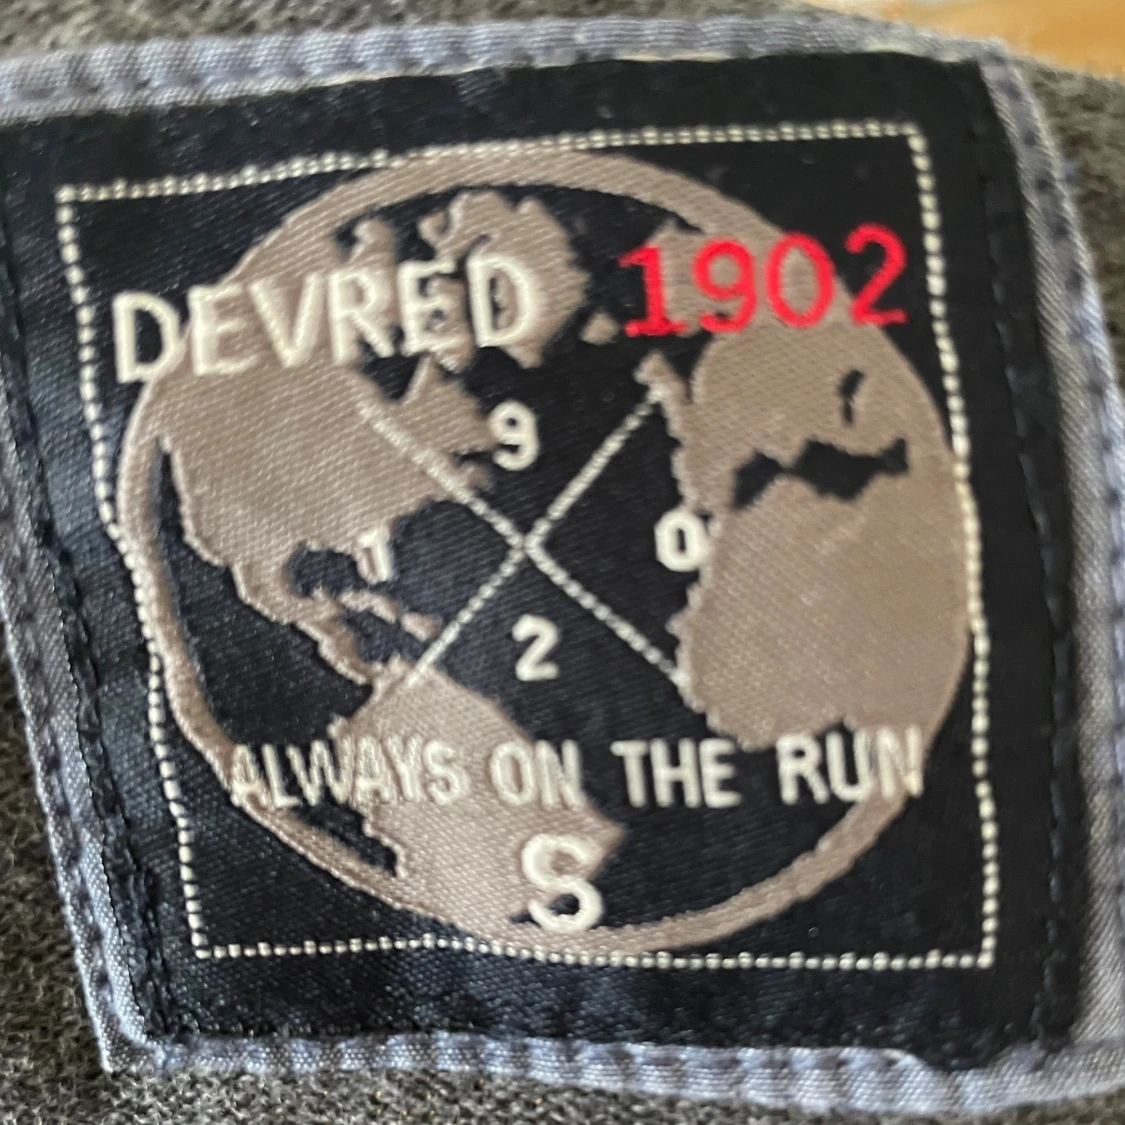 DEVRED 1902
9
1 0
2
ALWAYS ON THE RUN
S